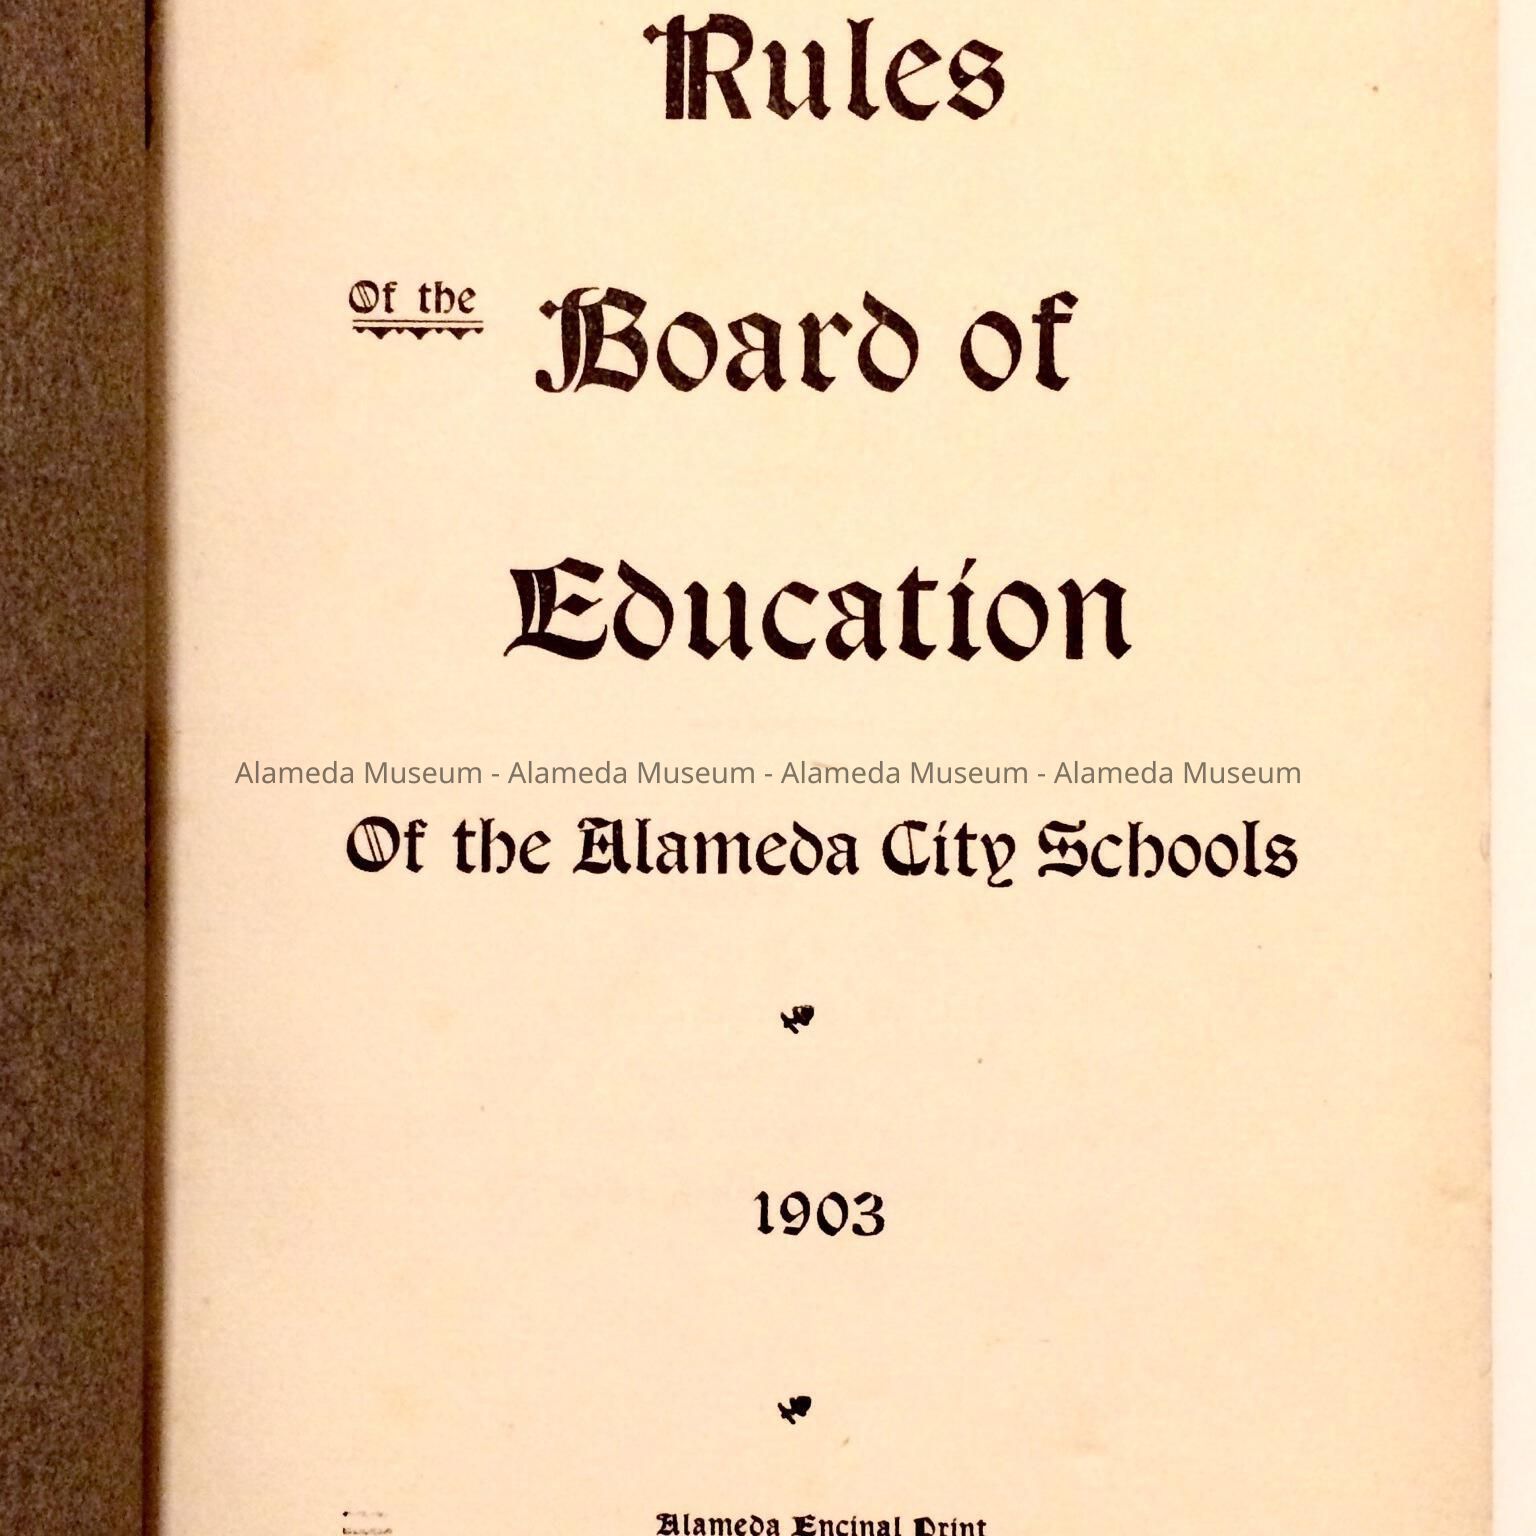 Rules
Of the Board of
Education
Alameda Museum - Alameda Museum - Alameda Museum - Alameda Museum
Of the Alameda City Schools
1903
Alameda Encinal Print